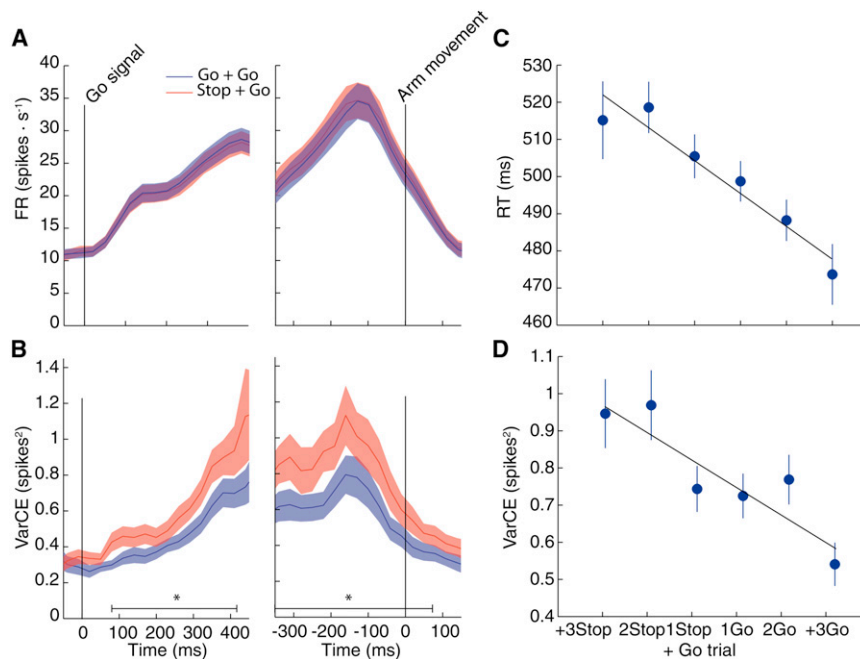 A
Go signal
Go + Go
Stop + Go
Arm movement
FR (spikes · s⁻¹)
40
35
30
25
20
15
10
5
0
C
530
520
510
500
490
480
470
460
RT (ms)
B
VarCE (spikes²)
1.4
1.2
1
0.8
0.6
0.4
0.2
0
*
*
0 100 200 300 400
Time (ms)
-300 -200 -100 0 100
Time (ms)
D
VarCE (spikes²)
1.1
1
0.9
0.8
0.7
0.6
0.5
0.4
+3Stop 2Stop 1Stop 1Go 2Go +3Go
+ Go trial